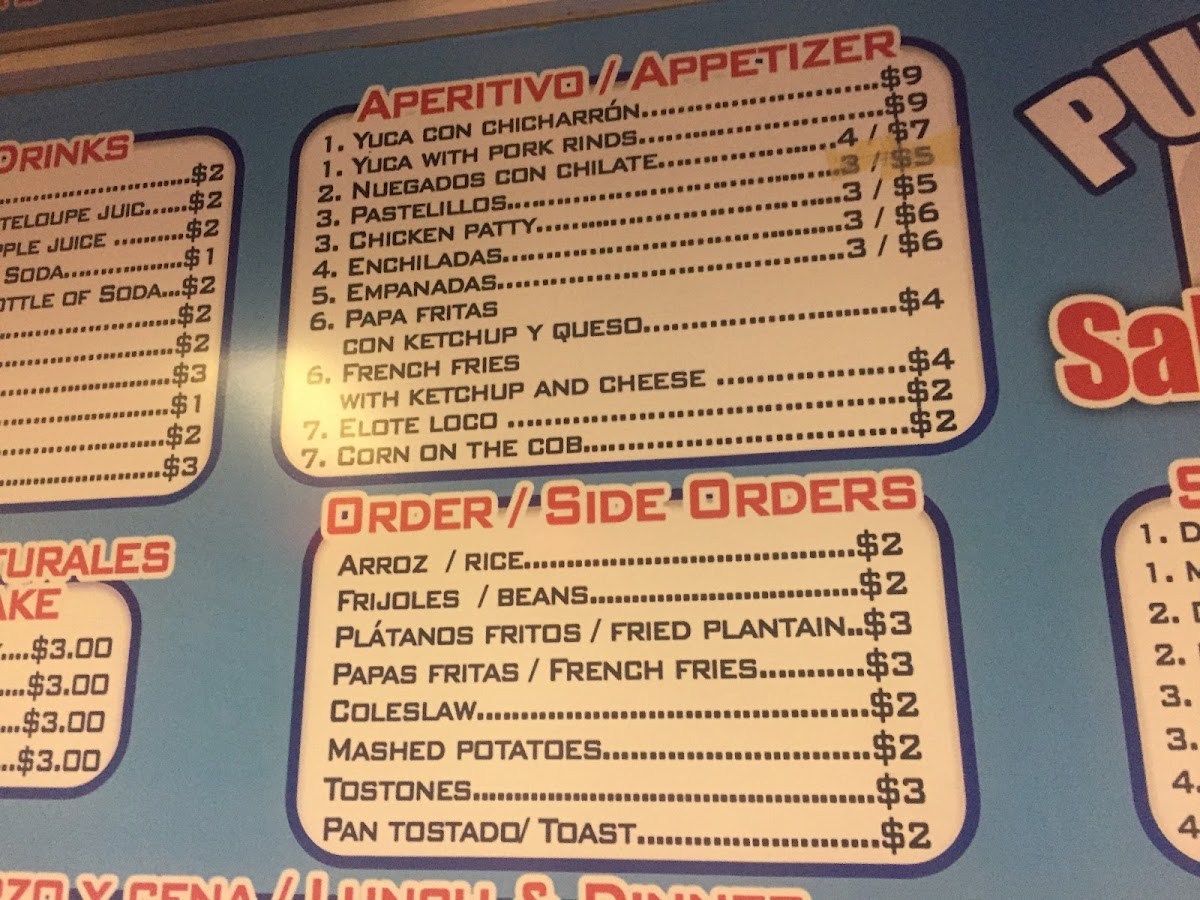 DRINKS
$2
TELOUPE JUIC......$2
PPLE JUICE ..........$2
SODA..................$1
OTTLE OF SODA...$2
$2
$2
$3
$1
$2
$3
TURALES
AKE
....$3.00
....$3.00
...$3.00
...$3.00
APERITIVO / APPETIZER
1. YUCA CON CHICHARRÓN..............................$9
1. YUCA WITH PORK RINDS..............................$9
2. NUEGADOS CON CHILATE......................4 / $7
3. PASTELILLOS..........................................3 / $5
3. CHICKEN PATTY.....................................3 / $5
4. ENCHILADAS..........................................3 / $6
5. EMPANADAS..........................................3 / $6
6. PAPA FRITAS
CON KETCHUP Y QUESO..............................$4
6. FRENCH FRIES
WITH KETCHUP AND CHEESE .......................$4
7. ELOTE LOCO .............................................$2
7. CORN ON THE COB.....................................$2
ORDER / SIDE ORDERS
ARROZ / RICE........................................$2
FRIJOLES / BEANS.................................$2
PLÁTANOS FRITOS / FRIED PLANTAIN..$3
PAPAS FRITAS / FRENCH FRIES............$3
COLESLAW.............................................$2
MASHED POTATOES...............................$2
TOSTONES..............................................$3
PAN TOSTADO/ TOAST...........................$2
ZO Y CENA / LUNCH & DINNER
PU
Sal
S
1. D
1. M
2.
2.
3.
3.
4.
4